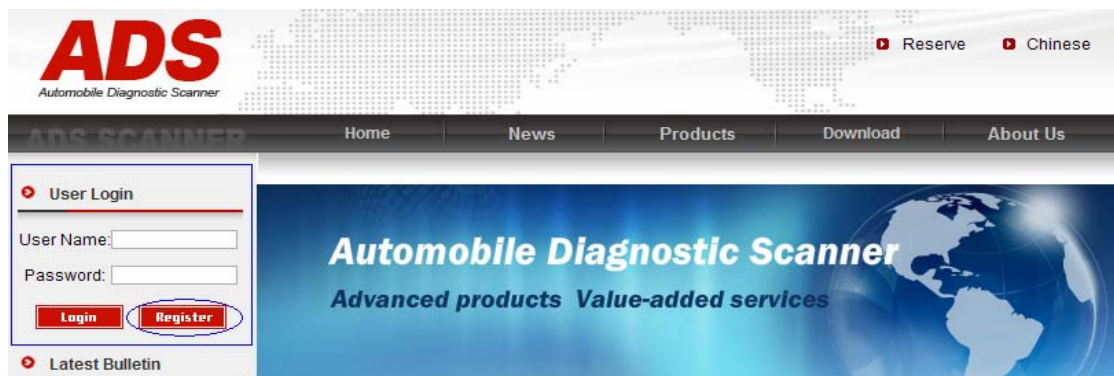 ADS
Automobile Diagnostic Scanner
Reserve
Chinese
ADS SCANNER
Home
News
Products
Download
About Us
User Login
User Name:
Password:
Login
Register
Latest Bulletin
Automobile Diagnostic Scanner
Advanced products Value-added services